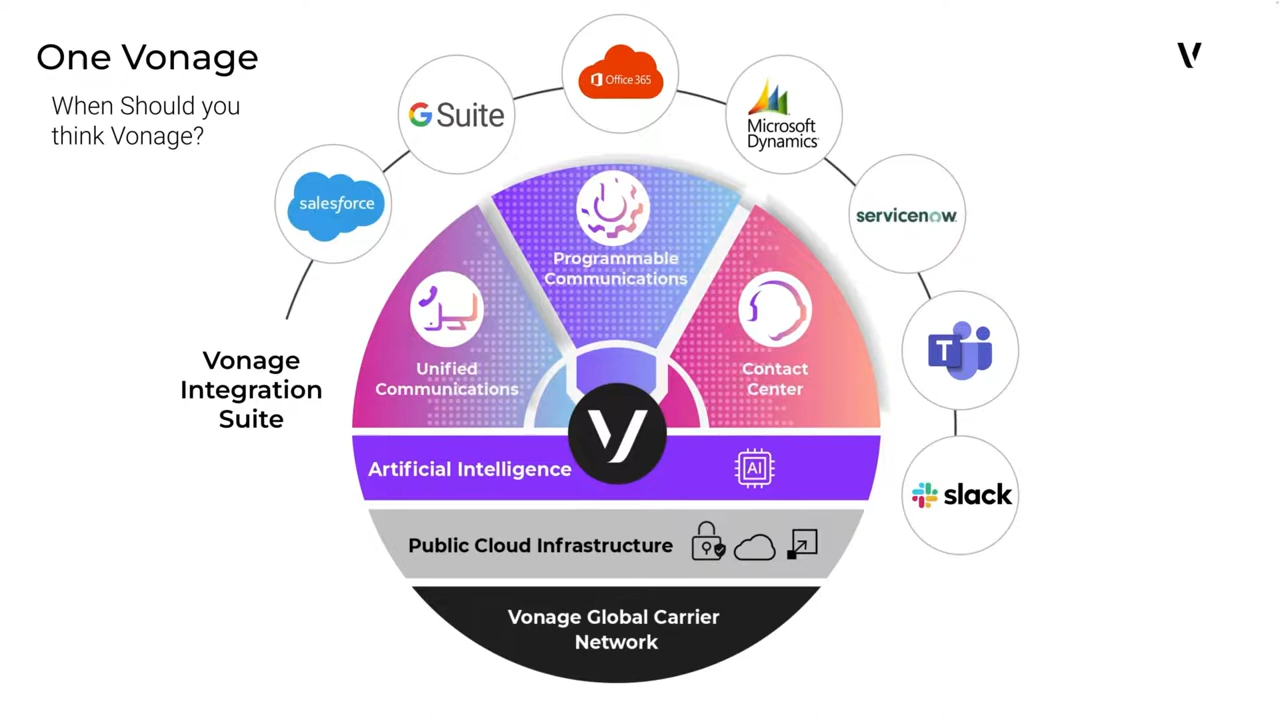 One Vonage
When Should you
think Vonage?
salesforce
G Suite
Office 365
Microsoft
Dynamics
servicenow
T
slack
Vonage
Integration
Suite
Unified
Communications
Programmable
Communications
Contact
Center
Artificial Intelligence
AI
Public Cloud Infrastructure
Vonage Global Carrier
Network